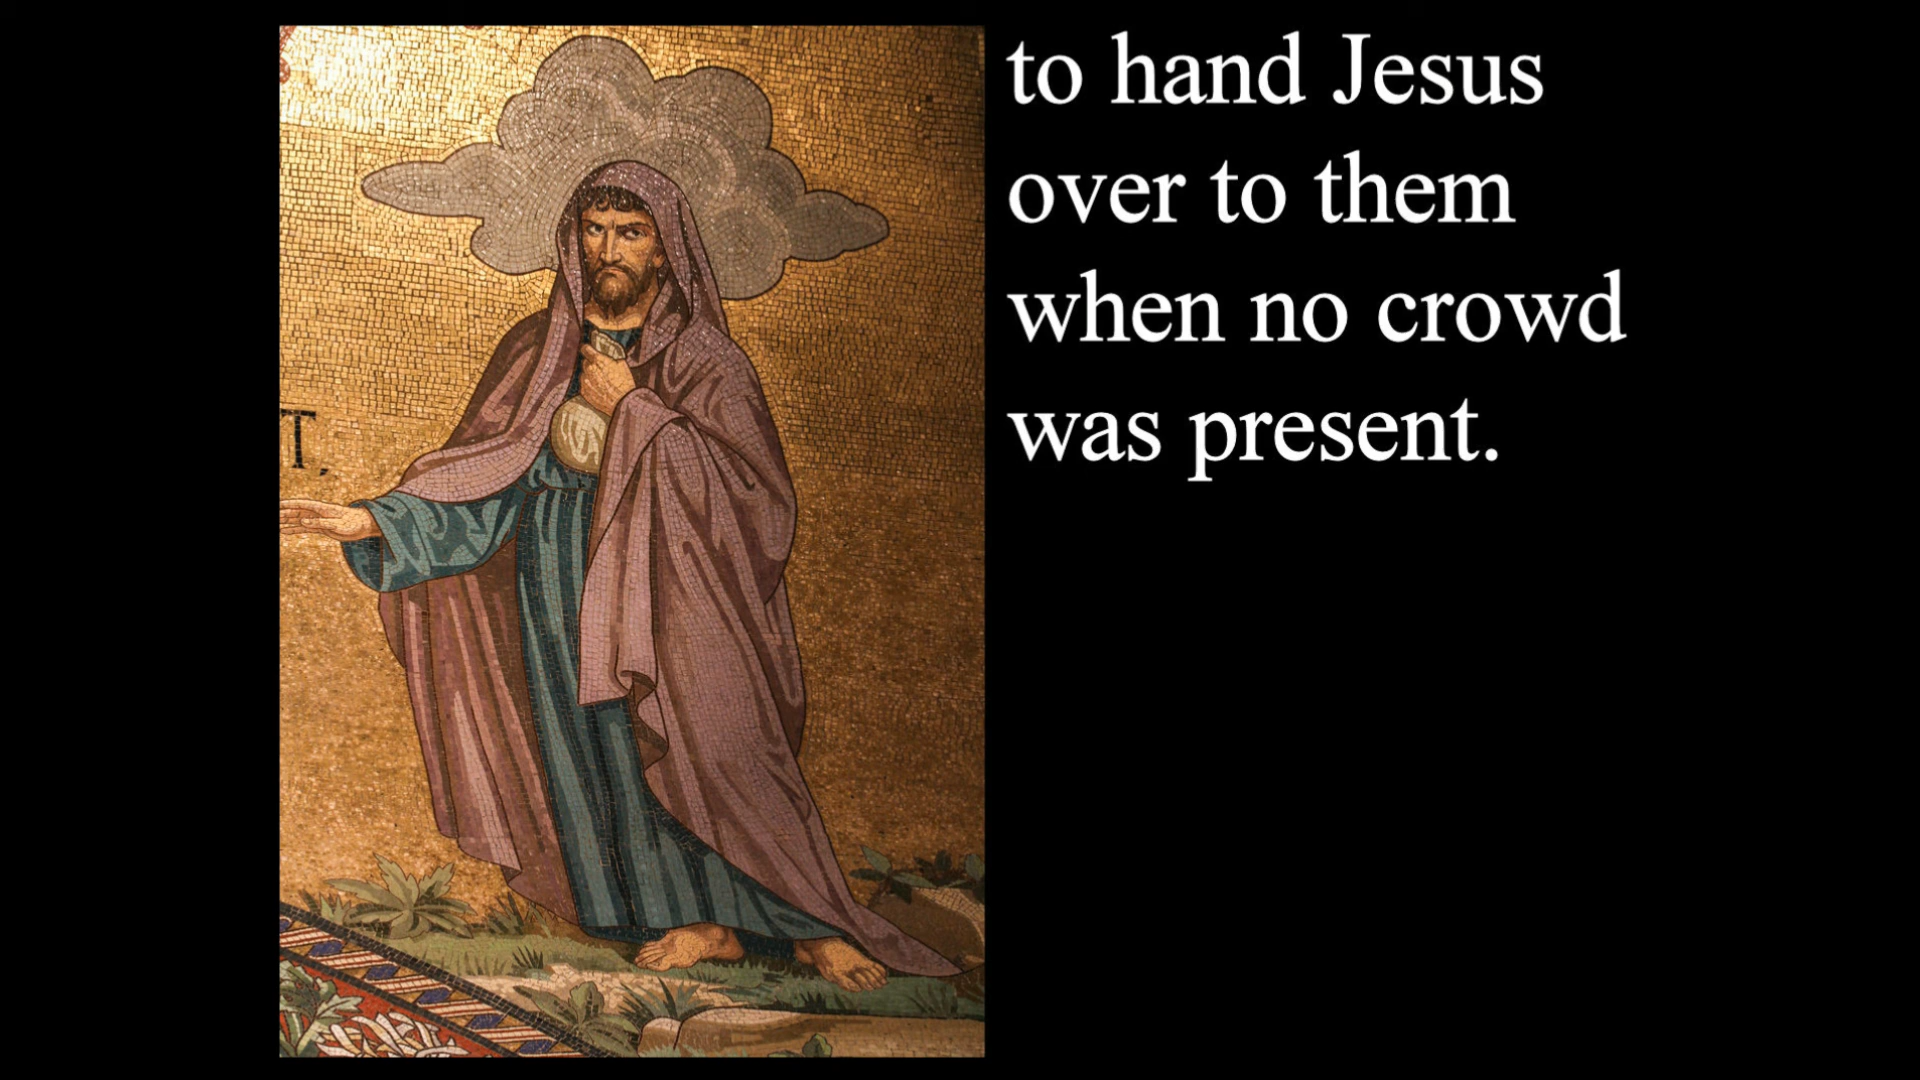 to hand Jesus
over to them
when no crowd
was present.
T.